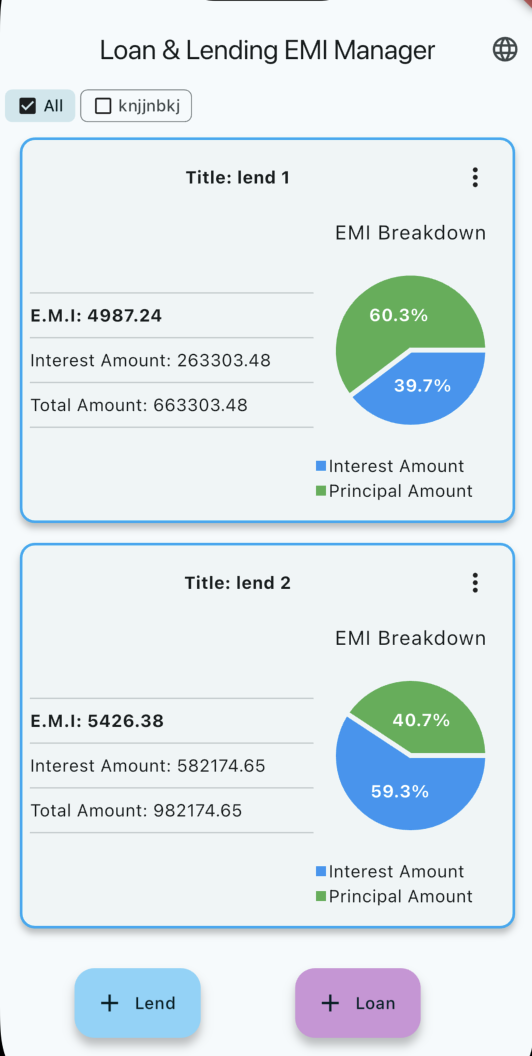 Loan & Lending EMI Manager
All
knjjnbkj
Title: lend 1
EMI Breakdown
E.M.I: 4987.24
Interest Amount: 263303.48
Total Amount: 663303.48
60.3%
39.7%
Interest Amount
Principal Amount
Title: lend 2
EMI Breakdown
E.M.I: 5426.38
Interest Amount: 582174.65
Total Amount: 982174.65
40.7%
59.3%
Interest Amount
Principal Amount
+ Lend
+ Loan